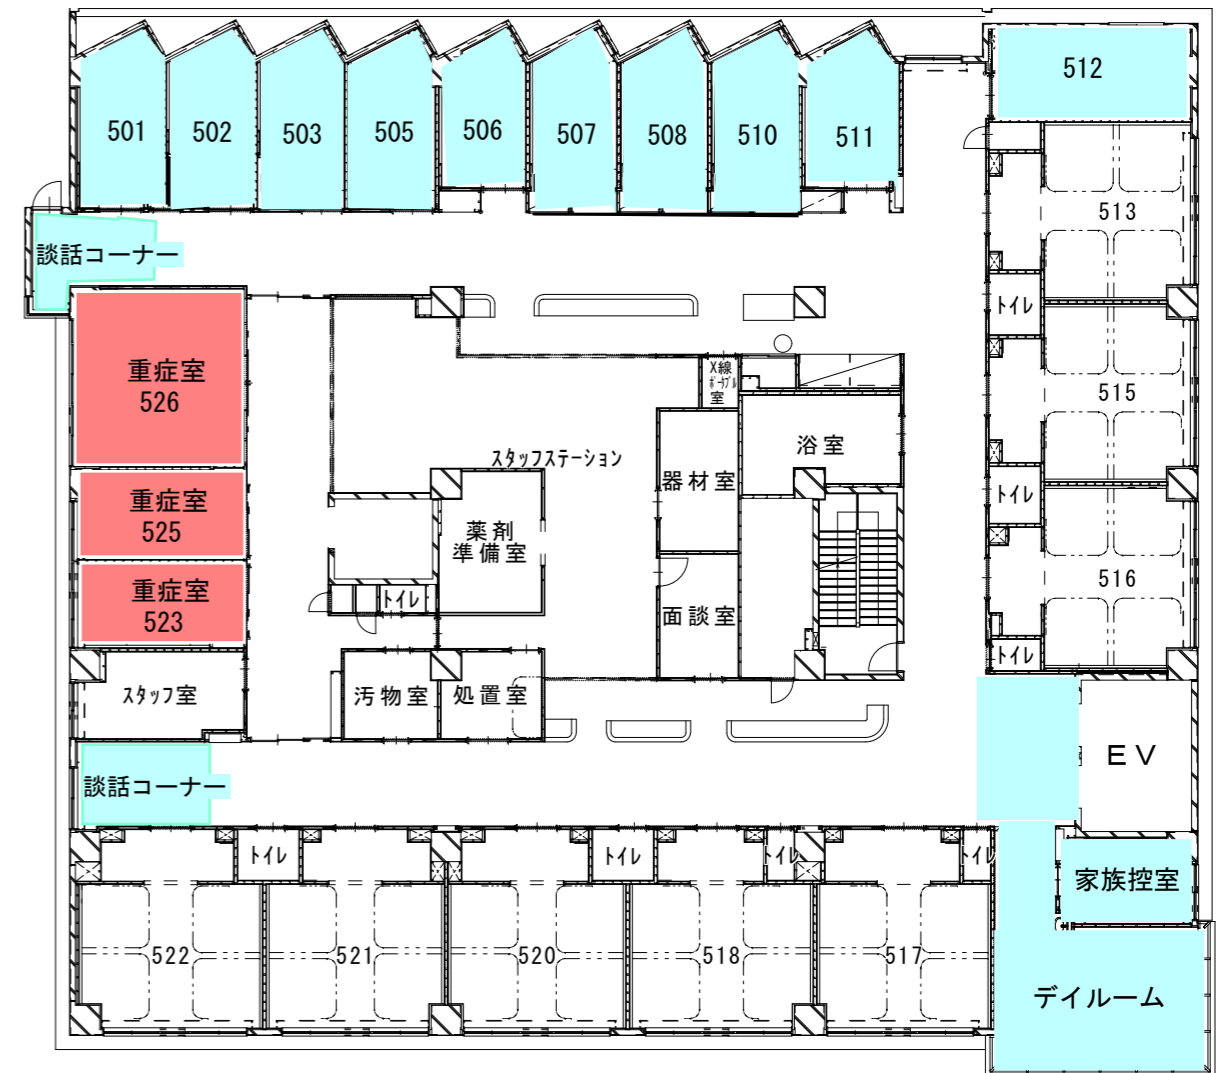 501
502
503
505
506
507
508
510
511
512
513
談話コーナー
トイレ
重症室
526
X線
ポータブル
室
515
浴室
スタッフステーション
器材室
重症室
525
トイレ
薬剤
準備室
516
重症室
523
トイレ
面談室
トイレ
スタッフ室
汚物室
処置室
EV
談話コーナー
トイレ
トイレ
トイレ
トイレ
家族控室
522
521
520
518
517
デイルーム